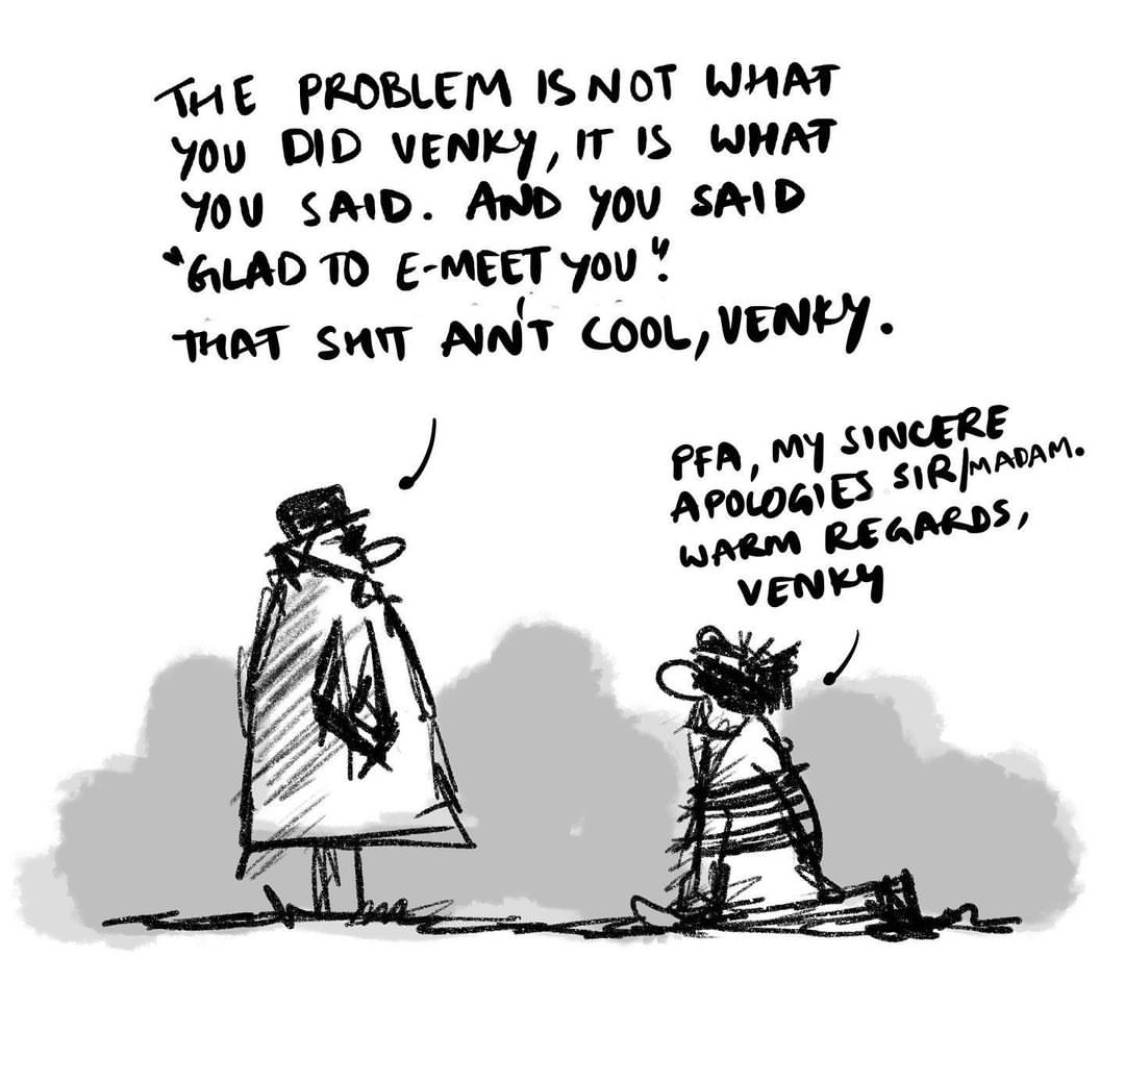 THE PROBLEM IS NOT WHAT
YOU DID VENKY, IT IS WHAT
YOU SAID. AND YOU SAID
"GLAD TO E-MEET YOU".
THAT SHIT AIN'T COOL, VENKY.
PFA, MY SINCERE
APOLOGIES SIR/MADAM.
WARM REGARDS,
VENKY